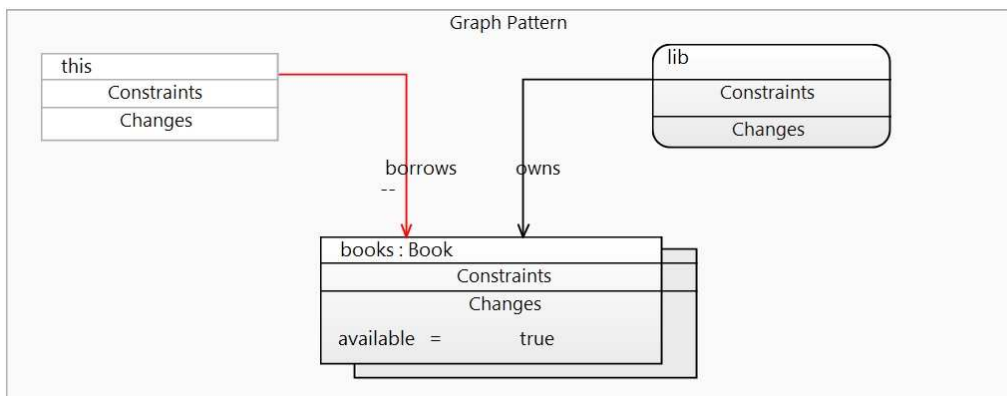 Graph Pattern
this
Constraints
Changes
lib
Constraints
Changes
borrows
--
owns
books : Book
Constraints
Changes
available = true